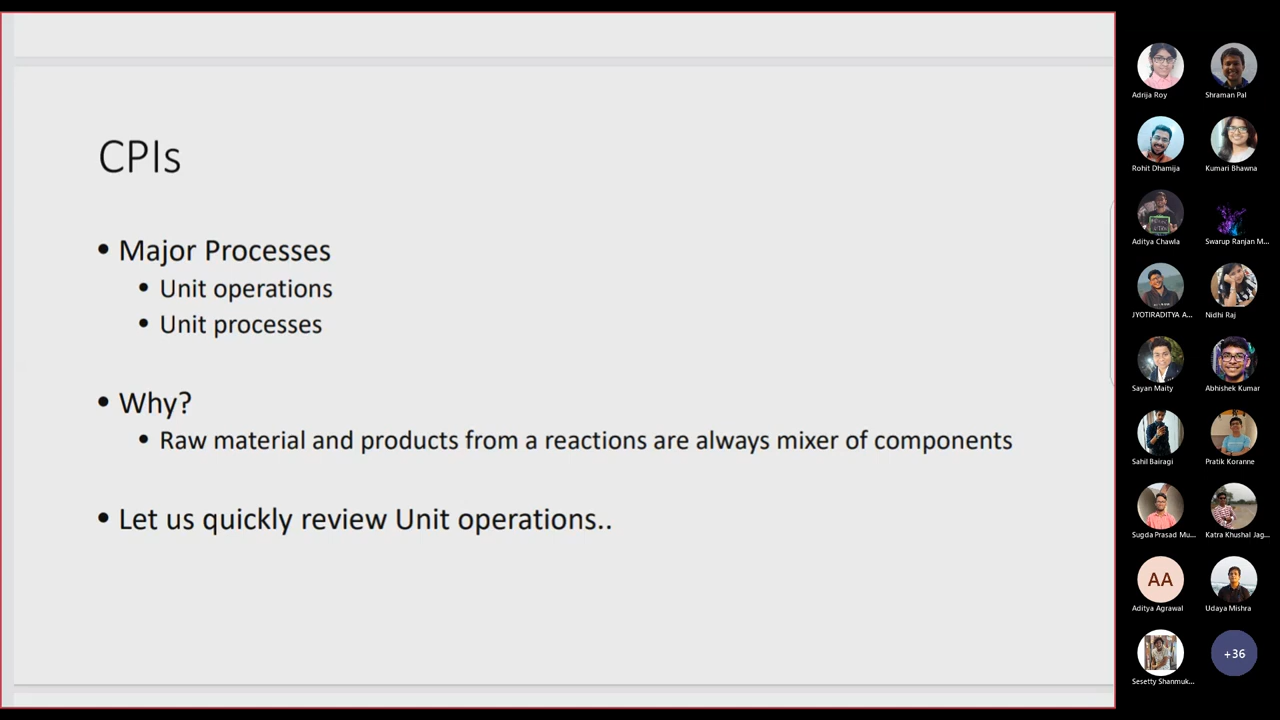 CPIs
• Major Processes
• Unit operations
• Unit processes
• Why?
• Raw material and products from a reactions are always mixer of components
• Let us quickly review Unit operations..
Adrija Roy
Shraman Pal
Rohit Dhamija
Kumari Bhawna
Aditya Chawla
Swarup Ranjan M...
JYOTIRADITYA A...
Nidhi Raj
Sayan Maity
Abhishek Kumar
Sahil Bairagi
Pratik Koranne
Sugda Prasad Mu...
Katra Khushal Jag...
AA
Aditya Agrawal
Udaya Mishra
Sesetty Shanmuk...
+36